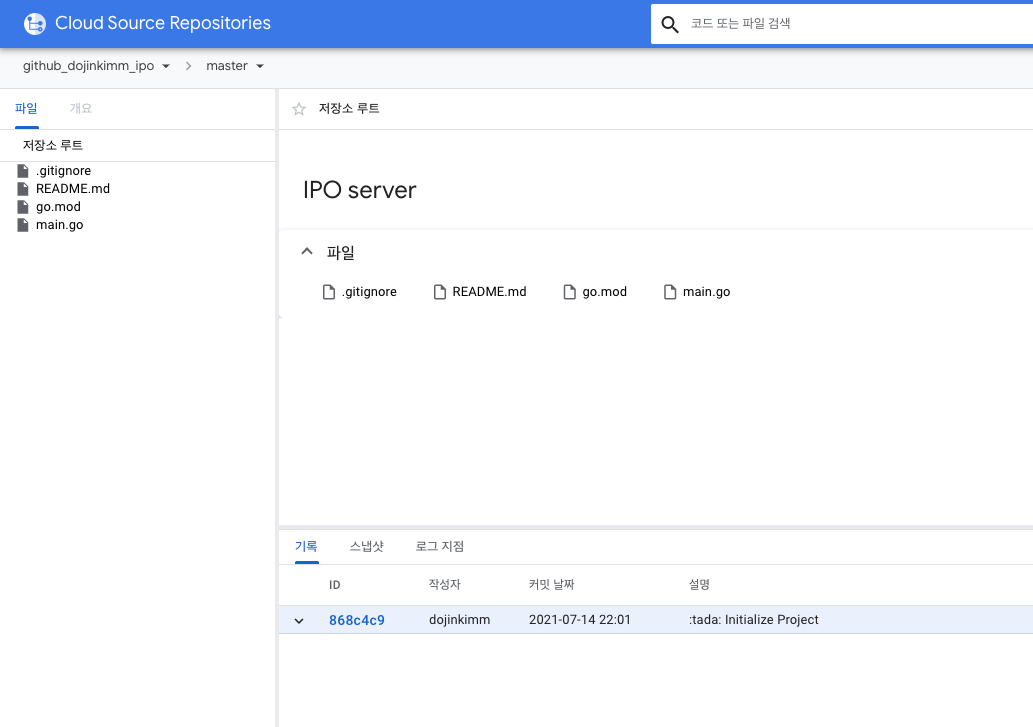 Cloud Source Repositories
코드 또는 파일 검색
github_dojinkimm_ipo master
파일 개요
저장소 루트
.gitignore
README.md
go.mod
main.go
저장소 루트
IPO server
파일
.gitignore README.md go.mod main.go
기록 스냅샷 로그 지점
ID 작성자 커밋 날짜 설명
868c4c9 dojinkimm 2021-07-14 22:01 :tada: Initialize Project